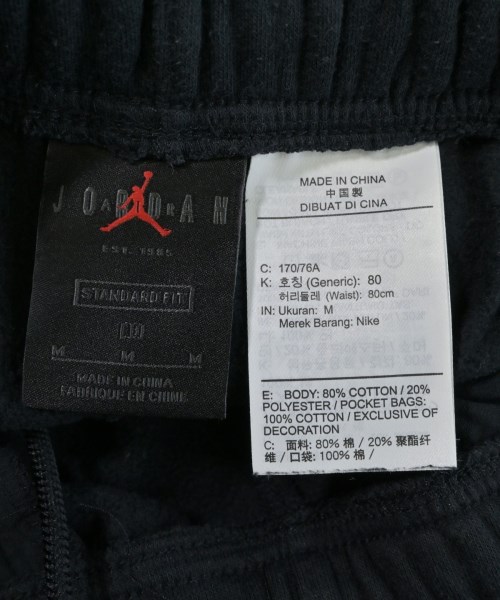 JORDAN
AIR
EST. 1985
STANDARD FIT
M
M M M
MADE IN CHINA
FABRIQUE EN CHINE
MADE IN CHINA
中国製
DIBUAT DI CINA
C: 170/76A
K: 호칭 (Generic): 80
허리둘레 (Waist): 80cm
IN: Ukuran: M
Merek Barang: Nike
E: BODY: 80% COTTON / 20%
POLYESTER / POCKET BAGS:
100% COTTON / EXCLUSIVE OF
DECORATION
C: 面料: 80% 棉 / 20% 聚酯纤
维 / 口袋: 100% 棉 /